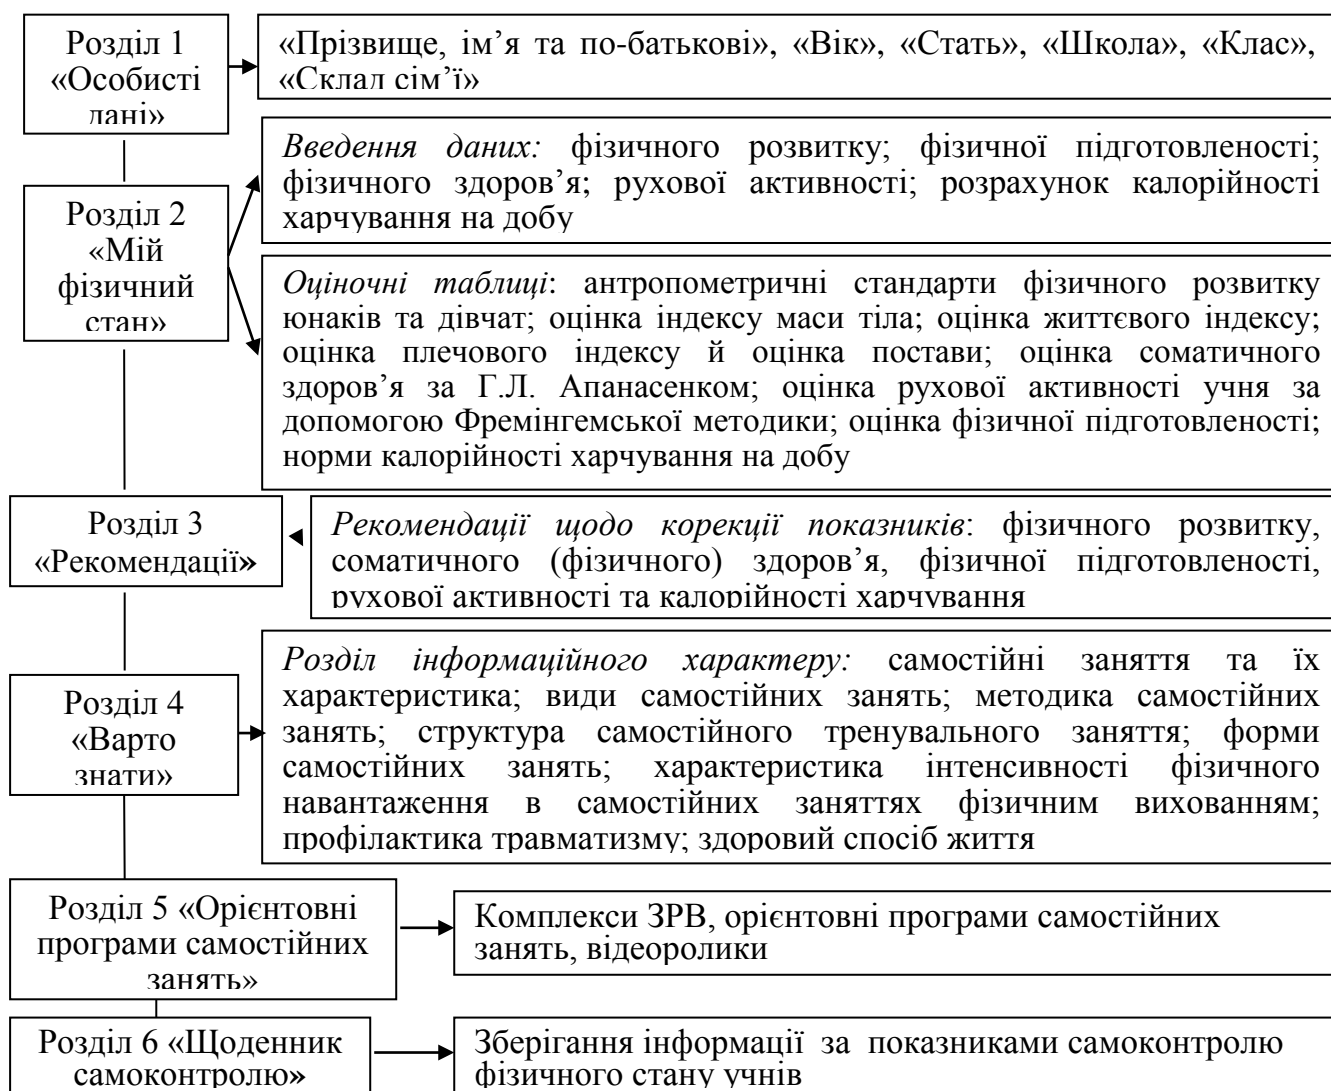 Розділ 1
«Особисті
дані»
«Прізвище, ім’я та по-батькові», «Вік», «Стать», «Школа», «Клас»,
«Склад сім’ї»
Введення даних: фізичного розвитку; фізичної підготовленості;
фізичного здоров’я; рухової активності; розрахунок калорійності
харчування на добу
Розділ 2
«Мій
фізичний
стан»
Оціночні таблиці: антропометричні стандарти фізичного розвитку
юнаків та дівчат; оцінка індексу маси тіла; оцінка життєвого індексу;
оцінка плечового індексу й оцінка постави; оцінка соматичного
здоров’я за Г.Л. Апанасенком; оцінка рухової активності учня за
допомогою Фремінгемської методики; оцінка фізичної підготовленості;
норми калорійності харчування на добу
Розділ 3
«Рекомендації»
Рекомендації щодо корекції показників: фізичного розвитку,
соматичного (фізичного) здоров’я, фізичної підготовленості,
рухової активності та калорійності харчування
Розділ 4
«Варто
знати»
Розділ інформаційного характеру: самостійні заняття та їх
характеристика; види самостійних занять; методика самостійних
занять; структура самостійного тренувального заняття; форми
самостійних занять; характеристика інтенсивності фізичного
навантаження в самостійних заняттях фізичним вихованням;
профілактика травматизму; здоровий спосіб життя
Розділ 5 «Орієнтовні
програми самостійних
занять»
Комплекси ЗРВ, орієнтовні програми самостійних
занять, відеоролики
Розділ 6 «Щоденник
самоконтролю»
Зберігання інформації за показниками самоконтролю
фізичного стану учнів